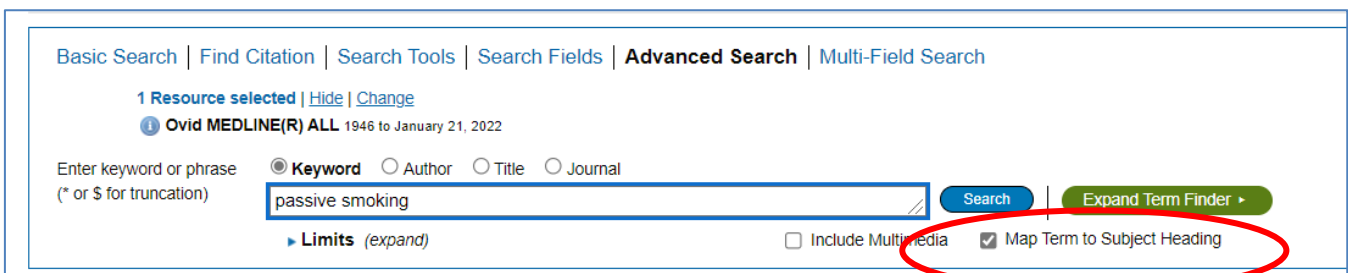 Basic Search | Find Citation | Search Tools | Search Fields | Advanced Search | Multi-Field Search
1 Resource selected | Hide | Change
Ovid MEDLINE(R) ALL 1946 to January 21, 2022
Enter keyword or phrase
(* or $ for truncation)
Keyword Author Title Journal
passive smoking
Search | Expand Term Finder
Limits (expand)
Include Multimedia
Map Term to Subject Heading